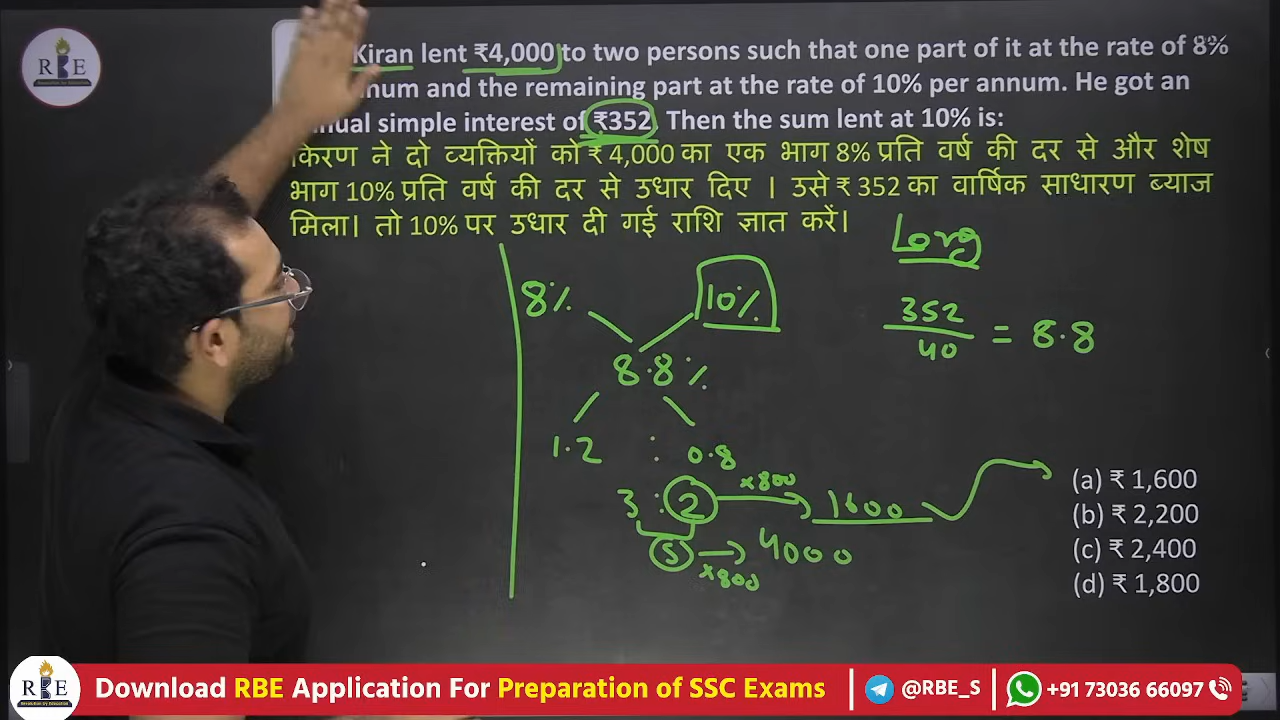 RBE
Kiran lent ₹4,000 to two persons such that one part of it at the rate of 8%
num and the remaining part at the rate of 10% per annum. He got an
nual simple interest of ₹352. Then the sum lent at 10% is:
किरण ने दो व्यक्तियों को ₹ 4,000 का एक भाग 8% प्रति वर्ष की दर से और शेष
भाग 10% प्रति वर्ष की दर से उधार दिए । उसे ₹ 352 का वार्षिक साधारण ब्याज
मिला। तो 10% पर उधार दी गई राशि ज्ञात करें।
Long
8% 10%
352/40 = 8.8
8.8%
1.2 : 0.8
×800
3 : 2 → 1600
5 → 4000
×800
(a) ₹ 1,600
(b) ₹ 2,200
(c) ₹ 2,400
(d) ₹ 1,800
RBE
Download RBE Application For Preparation of SSC Exams @RBE_S +91 73036 66097